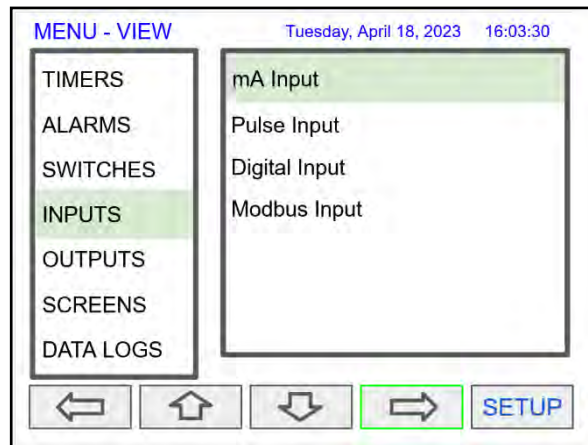 MENU - VIEW
Tuesday, April 18, 2023 16:03:30
TIMERS
ALARMS
SWITCHES
INPUTS
OUTPUTS
SCREENS
DATA LOGS
mA Input
Pulse Input
Digital Input
Modbus Input
SETUP